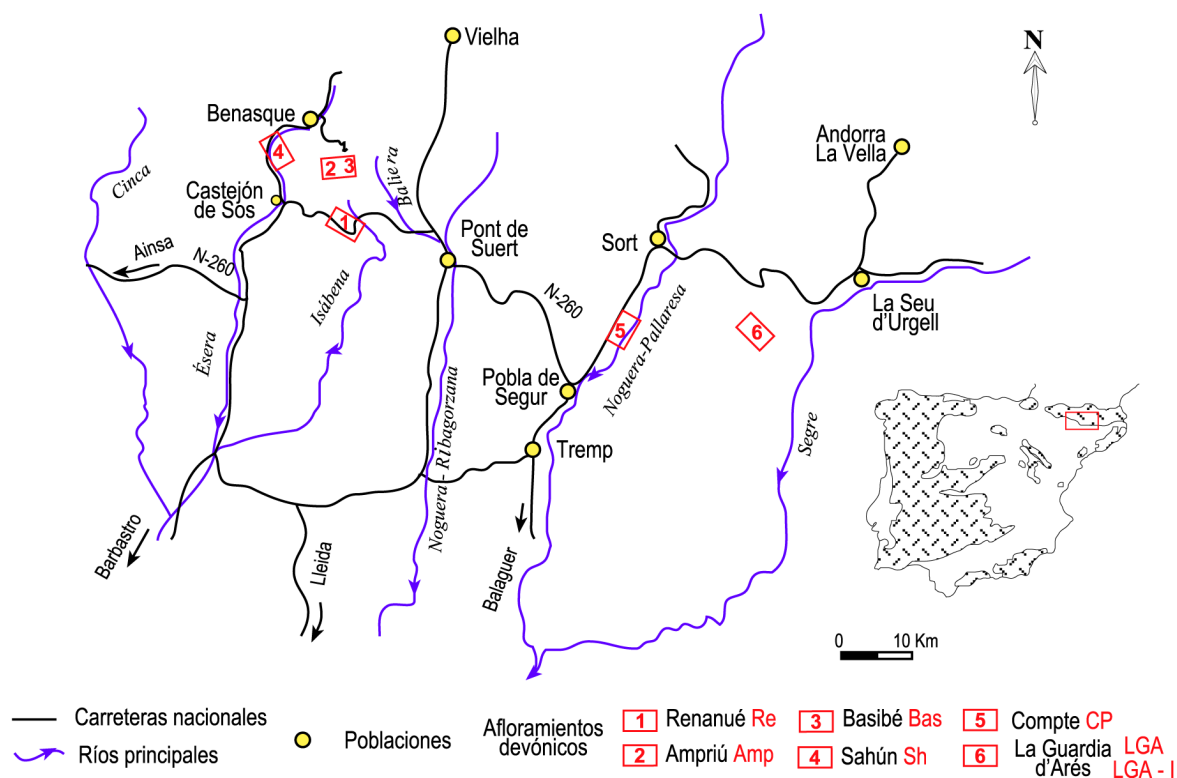 Vielha
N
Benasque
Andorra
La Vella
4
2 3
Cinca
Baliera
Castejón
de Sos
1
Pont de
Suert
Sort
Ainsa
N-260
Isábena
N-260
La Seu
d'Urgell
5
6
Ésera
Noguera-Pallaresa
Pobla de
Segur
Noguera - Ribagorzana
Segre
Tremp
Barbastro
Lleida
Balaguer
0 10 Km
Carreteras nacionales
Ríos principales
Poblaciones
Afloramientos
devónicos
1 Renanué Re
2 Ampriú Amp
3 Basibé Bas
4 Sahún Sh
5 Compte CP
6 La Guardia d'Arés LGA
LGA - I